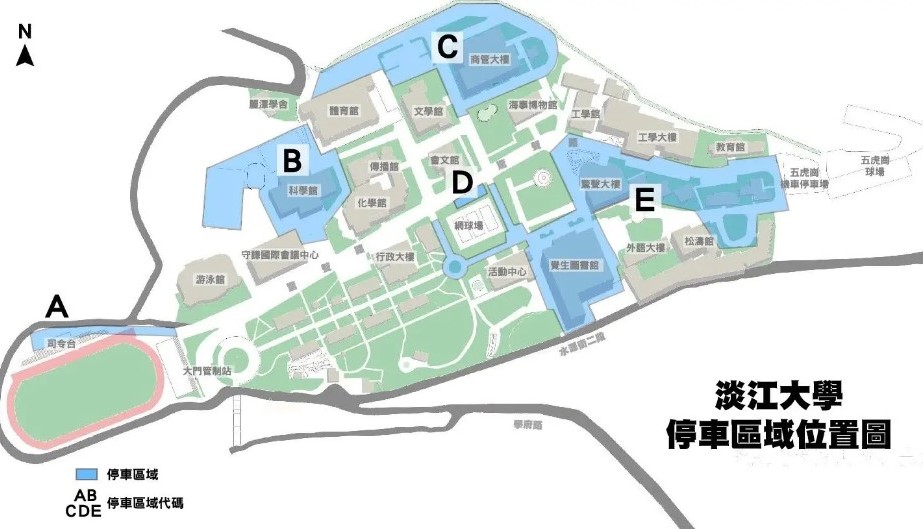 N
C
商管大樓
麗澤學舍
體育館
文學館
海事博物館
工學館
工學大樓
教育館
五虎崗
機車停車場
五虎崗
球場
B
科學館
傳播館
會文館
驚聲大樓
D
E
化學館
網球場
守謙國際會議中心
行政大樓
外語大樓
松濤館
游泳館
活動中心
覺生圖書館
A
司令台
大門管制站
水源街二段
學府路
淡江大學
停車區域位置圖
停車區域
AB
CDE
停車區域代碼